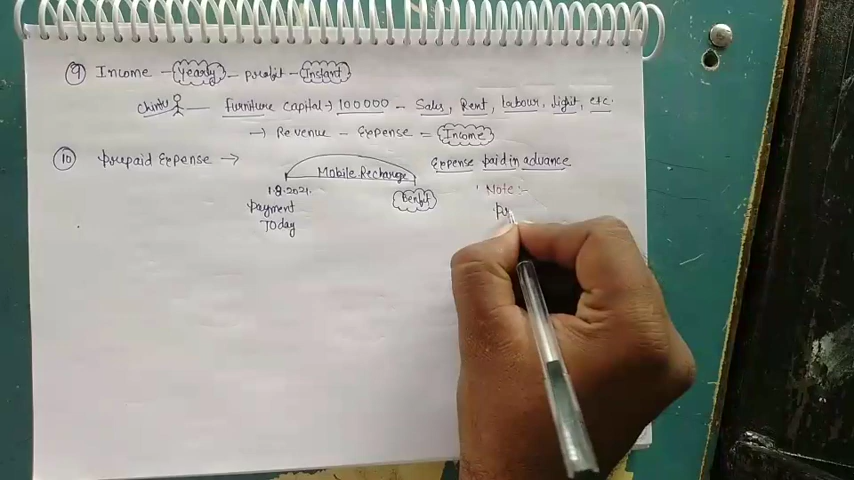 9 Income - Yearly - profit - Instant
Chintu - Furniture Capital → 100000 - Sales, Rent, labour, light, etc.
→ Revenue - Expense = Income
10 prepaid Expense → Expense paid in advance
Mobile Recharge
1.8.2021. Benefit Note :-
payment pr
Today